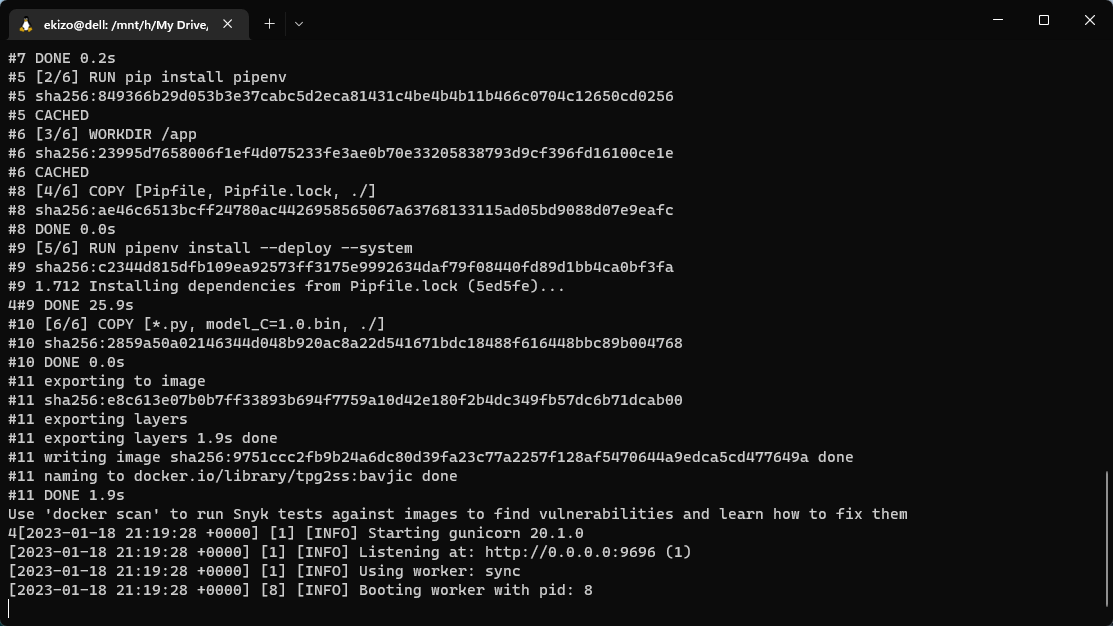 ekizo@dell: /mnt/h/My Drive,
#7 DONE 0.2s
#5 [2/6] RUN pip install pipenv
#5 sha256:849366b29d053b3e37cabc5d2eca81431c4be4b4b11b466c0704c12650cd0256
#5 CACHED
#6 [3/6] WORKDIR /app
#6 sha256:23995d7658006f1ef4d075233fe3ae0b70e33205838793d9cf396fd16100ce1e
#6 CACHED
#8 [4/6] COPY [Pipfile, Pipfile.lock, ./]
#8 sha256:ae46c6513bcff24780ac4426958565067a63768133115ad05bd9088d07e9eafc
#8 DONE 0.0s
#9 [5/6] RUN pipenv install --deploy --system
#9 sha256:c2344d815dfb109ea92573ff3175e9992634daf79f08440fd89d1bb4ca0bf3fa
#9 1.712 Installing dependencies from Pipfile.lock (5ed5fe)...
4#9 DONE 25.9s
#10 [6/6] COPY [*.py, model_C=1.0.bin, ./]
#10 sha256:2859a50a02146344d048b920ac8a22d541671bdc18488f616448bbc89b004768
#10 DONE 0.0s
#11 exporting to image
#11 sha256:e8c613e07b0b7ff33893b694f7759a10d42e180f2b4dc349fb57dc6b71dcab00
#11 exporting layers
#11 exporting layers 1.9s done
#11 writing image sha256:9751ccc2fb9b24a6dc80d39fa23c77a2257f128af5470644a9edca5cd477649a done
#11 naming to docker.io/library/tpg2ss:bavjic done
#11 DONE 1.9s
Use 'docker scan' to run Snyk tests against images to find vulnerabilities and learn how to fix them
4[2023-01-18 21:19:28 +0000] [1] [INFO] Starting gunicorn 20.1.0
[2023-01-18 21:19:28 +0000] [1] [INFO] Listening at: http://0.0.0.0:9696 (1)
[2023-01-18 21:19:28 +0000] [1] [INFO] Using worker: sync
[2023-01-18 21:19:28 +0000] [8] [INFO] Booting worker with pid: 8